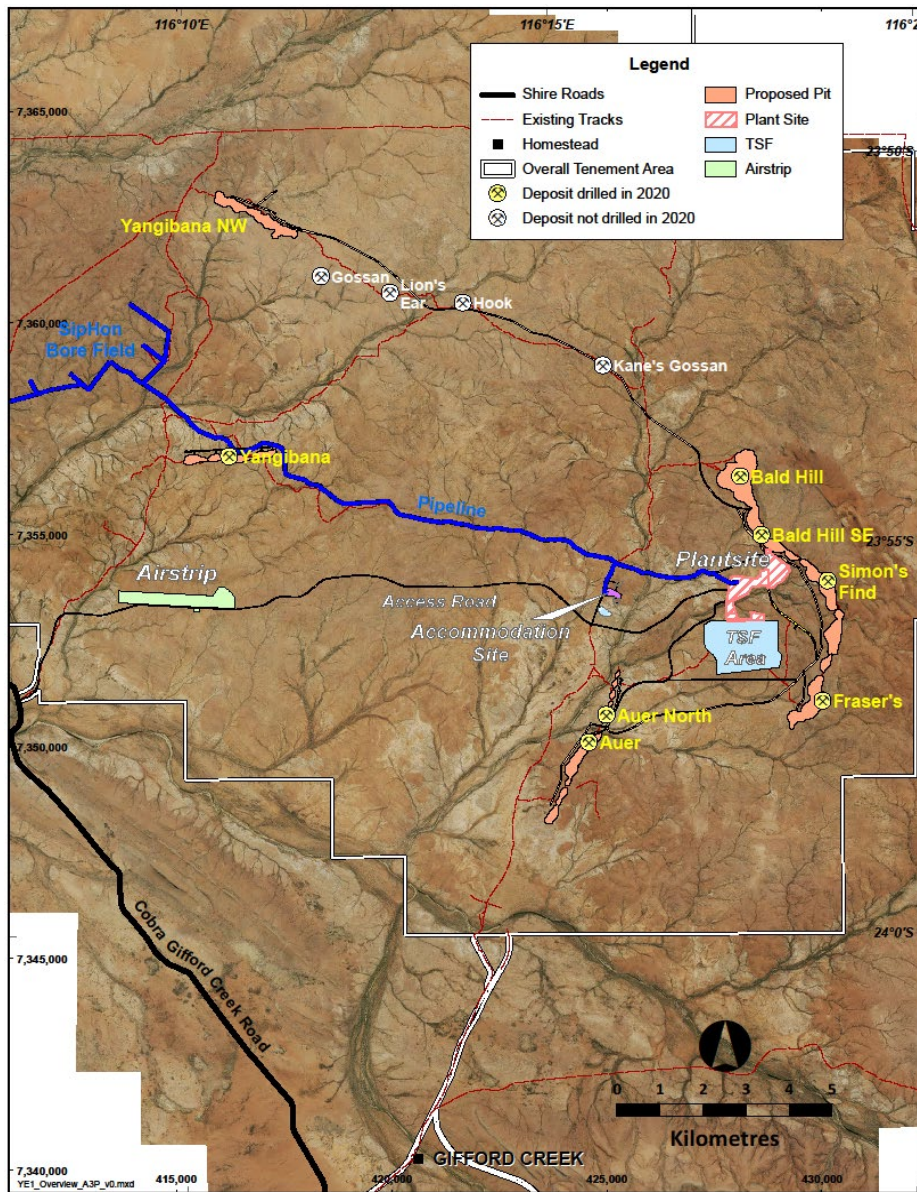 116°10'E
116°15'E
116°2
Legend
Shire Roads
Existing Tracks
Homestead
Overall Tenement Area
Deposit drilled in 2020
Deposit not drilled in 2020
Proposed Pit
Plant Site
TSF
Airstrip
7,365,000
23°50'S
Yangibana NW
Gossan
Lion's
Ear
Hook
7,360,000
SipHon
Bore Field
Kane's Gossan
Yangibana
Bald Hill
Pipeline
7,355,000
Bald Hill SE
23°55'S
Plantsite
Airstrip
Simon's
Find
Access Road
Accommodation
Site
TSF
Area
Fraser's
Auer North
Auer
7,350,000
24°0'S
7,345,000
Cobra Gifford Creek Road
0 1 2 3 4 5
Kilometres
GIFFORD CREEK
7,340,000
YE1_Overview_A3P_v0.mxd
415,000
420,000
425,000
430,000